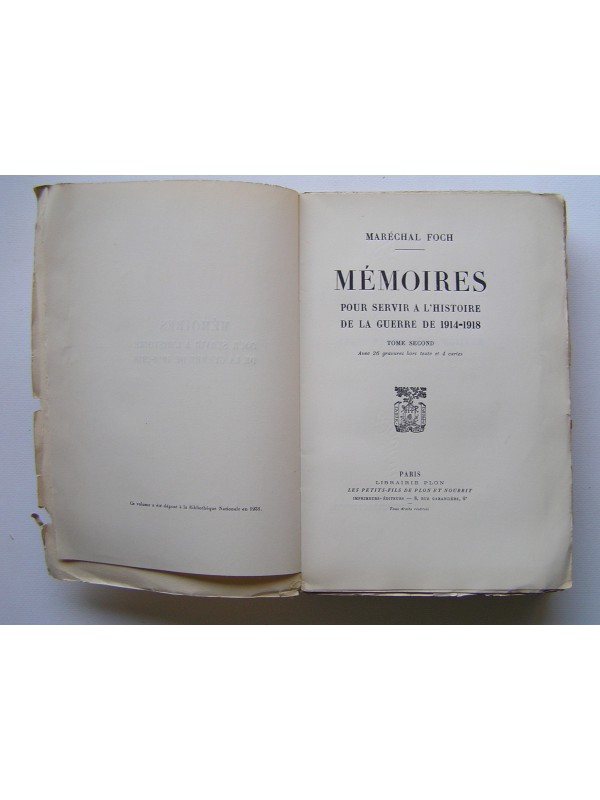 Ce volume a été déposé à la Bibliothèque Nationale en 1931.
MARÉCHAL FOCH
MÉMOIRES
POUR SERVIR A L'HISTOIRE
DE LA GUERRE DE 1914-1918
TOME SECOND
Avec 26 gravures hors texte et 4 cartes
PARIS
LIBRAIRIE PLON
LES PETITS-FILS DE PLON ET NOURRIT
IMPRIMEURS-ÉDITEURS — 8, RUE GARANCIÈRE, 6e
Tous droits réservés